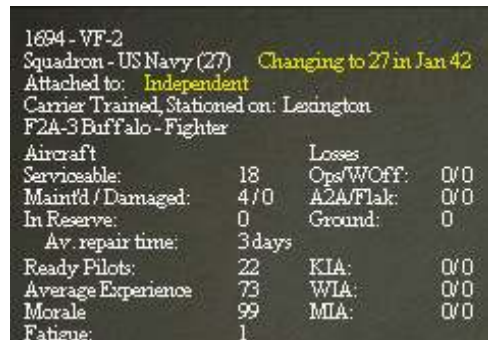 1694 - VF-2
Squadron - US Navy (27) Changing to 27 in Jan 42
Attached to: Independent
Carrier Trained, Stationed on: Lexington
F2A-3 Buffalo - Fighter
Aircraft Losses
Serviceable: 18 Ops/WOff: 0/0
Maint'd / Damaged: 4 / 0 A2A/Flak: 0/0
In Reserve: 0 Ground: 0
Av. repair time: 3 days
Ready Pilots: 22 KIA: 0/0
Average Experience 73 WIA: 0/0
Morale 99 MIA: 0/0
Fatigue: 1